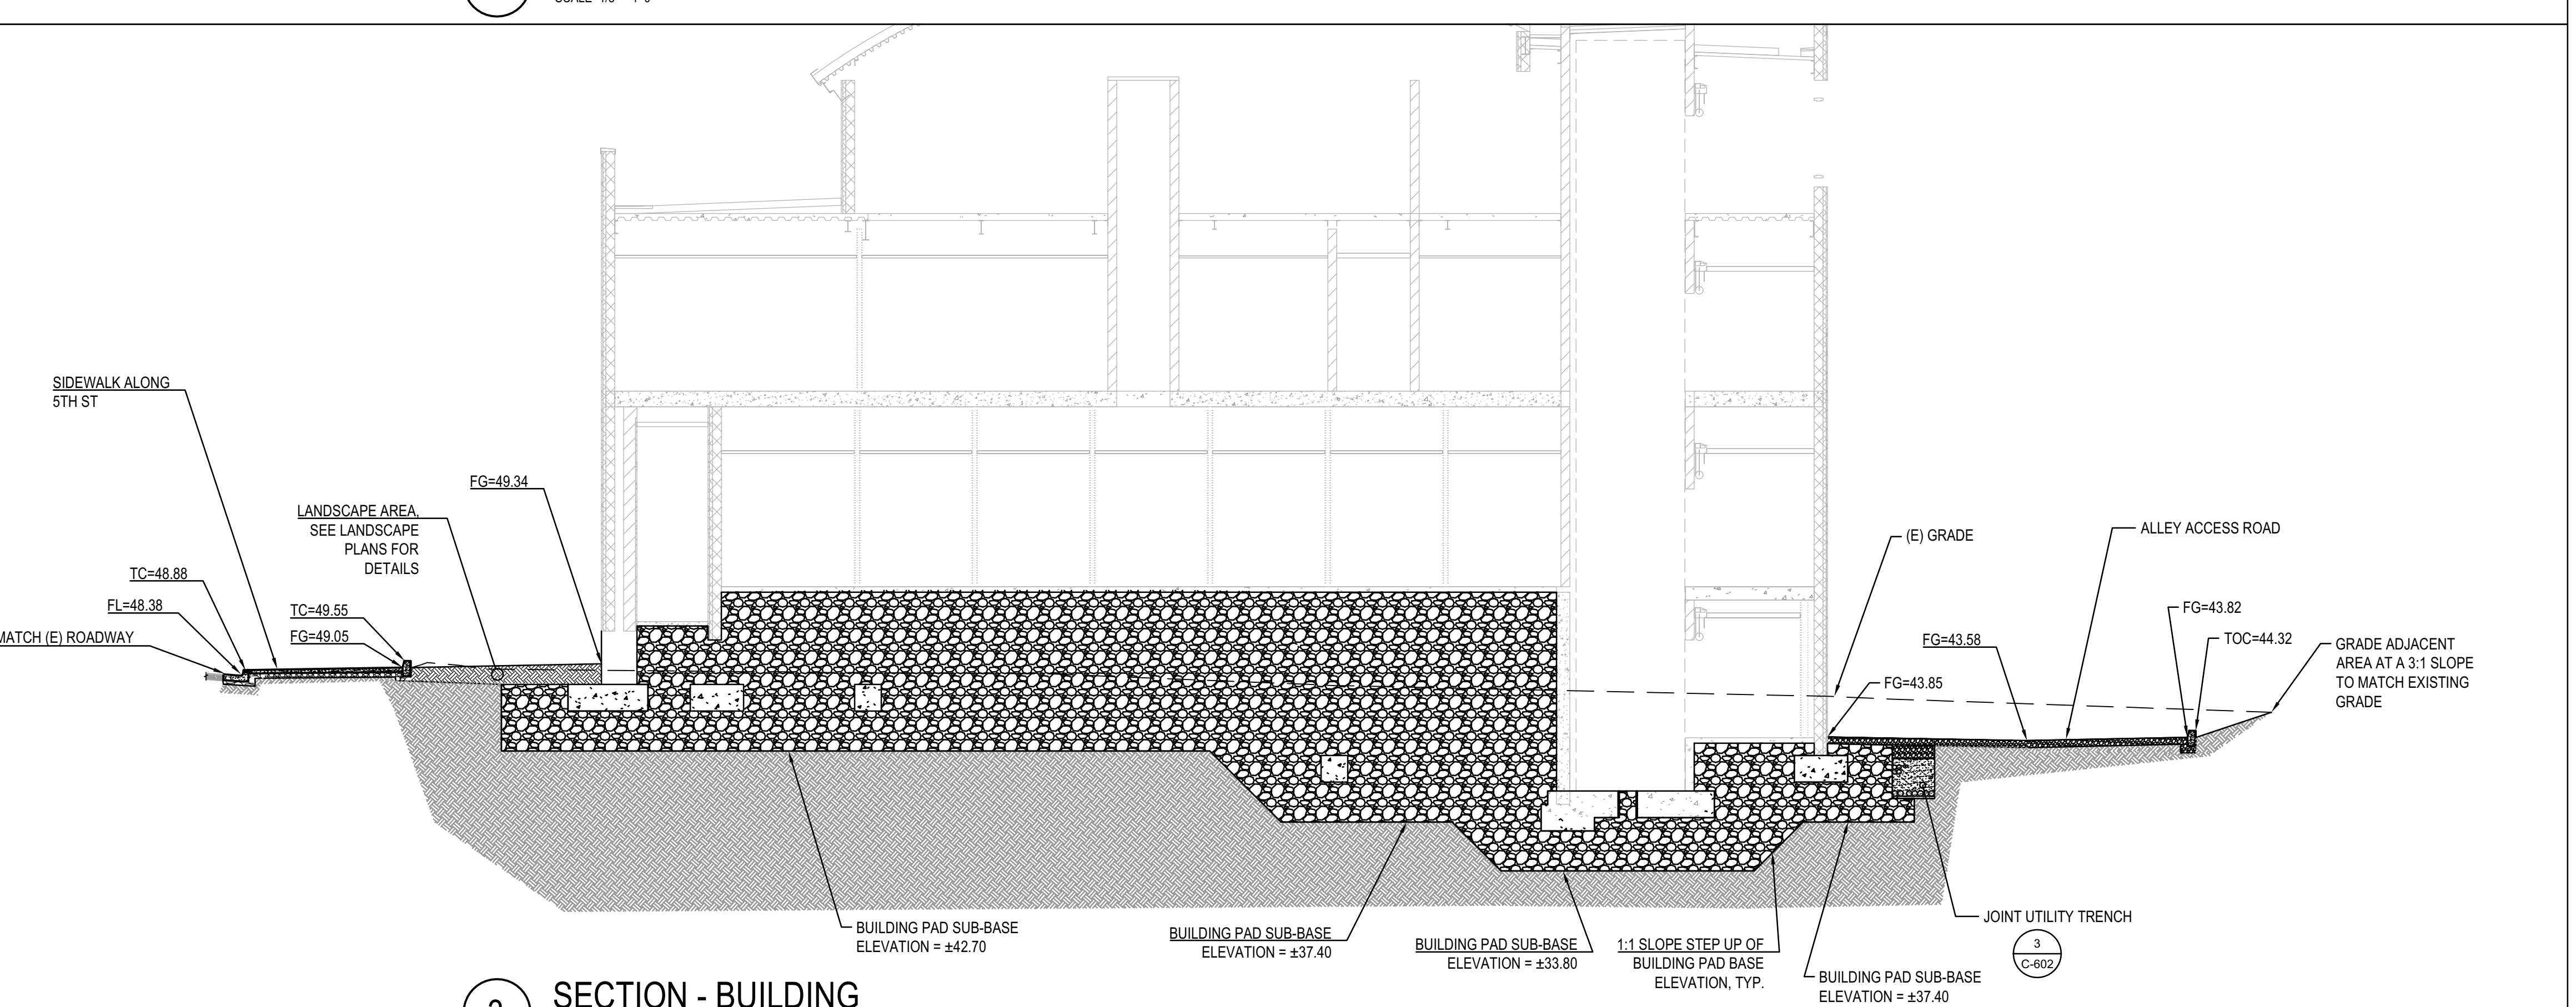 SIDEWALK ALONG
5TH ST
FG=49.34
LANDSCAPE AREA,
SEE LANDSCAPE
PLANS FOR
DETAILS
TC=48.88
FL=48.38
TC=49.55
FG=49.05
MATCH (E) ROADWAY
(E) GRADE
ALLEY ACCESS ROAD
FG=43.82
FG=43.58
TOC=44.32
FG=43.85
GRADE ADJACENT
AREA AT A 3:1 SLOPE
TO MATCH EXISTING
GRADE
BUILDING PAD SUB-BASE
ELEVATION = ±42.70
BUILDING PAD SUB-BASE
ELEVATION = ±37.40
BUILDING PAD SUB-BASE
ELEVATION = ±33.80
1:1 SLOPE STEP UP OF
BUILDING PAD BASE
ELEVATION, TYP.
BUILDING PAD SUB-BASE
ELEVATION = ±37.40
JOINT UTILITY TRENCH
3
C-602
SECTION - BUILDING